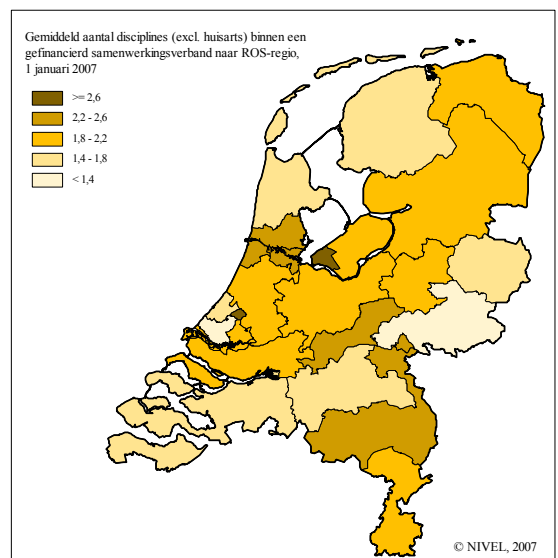 Gemiddeld aantal disciplines (excl. huisarts) binnen een
gefinancierd samenwerkingsverband naar ROS-regio,
1 januari 2007
>= 2,6
2,2 - 2,6
1,8 - 2,2
1,4 - 1,8
< 1,4
© NIVEL, 2007